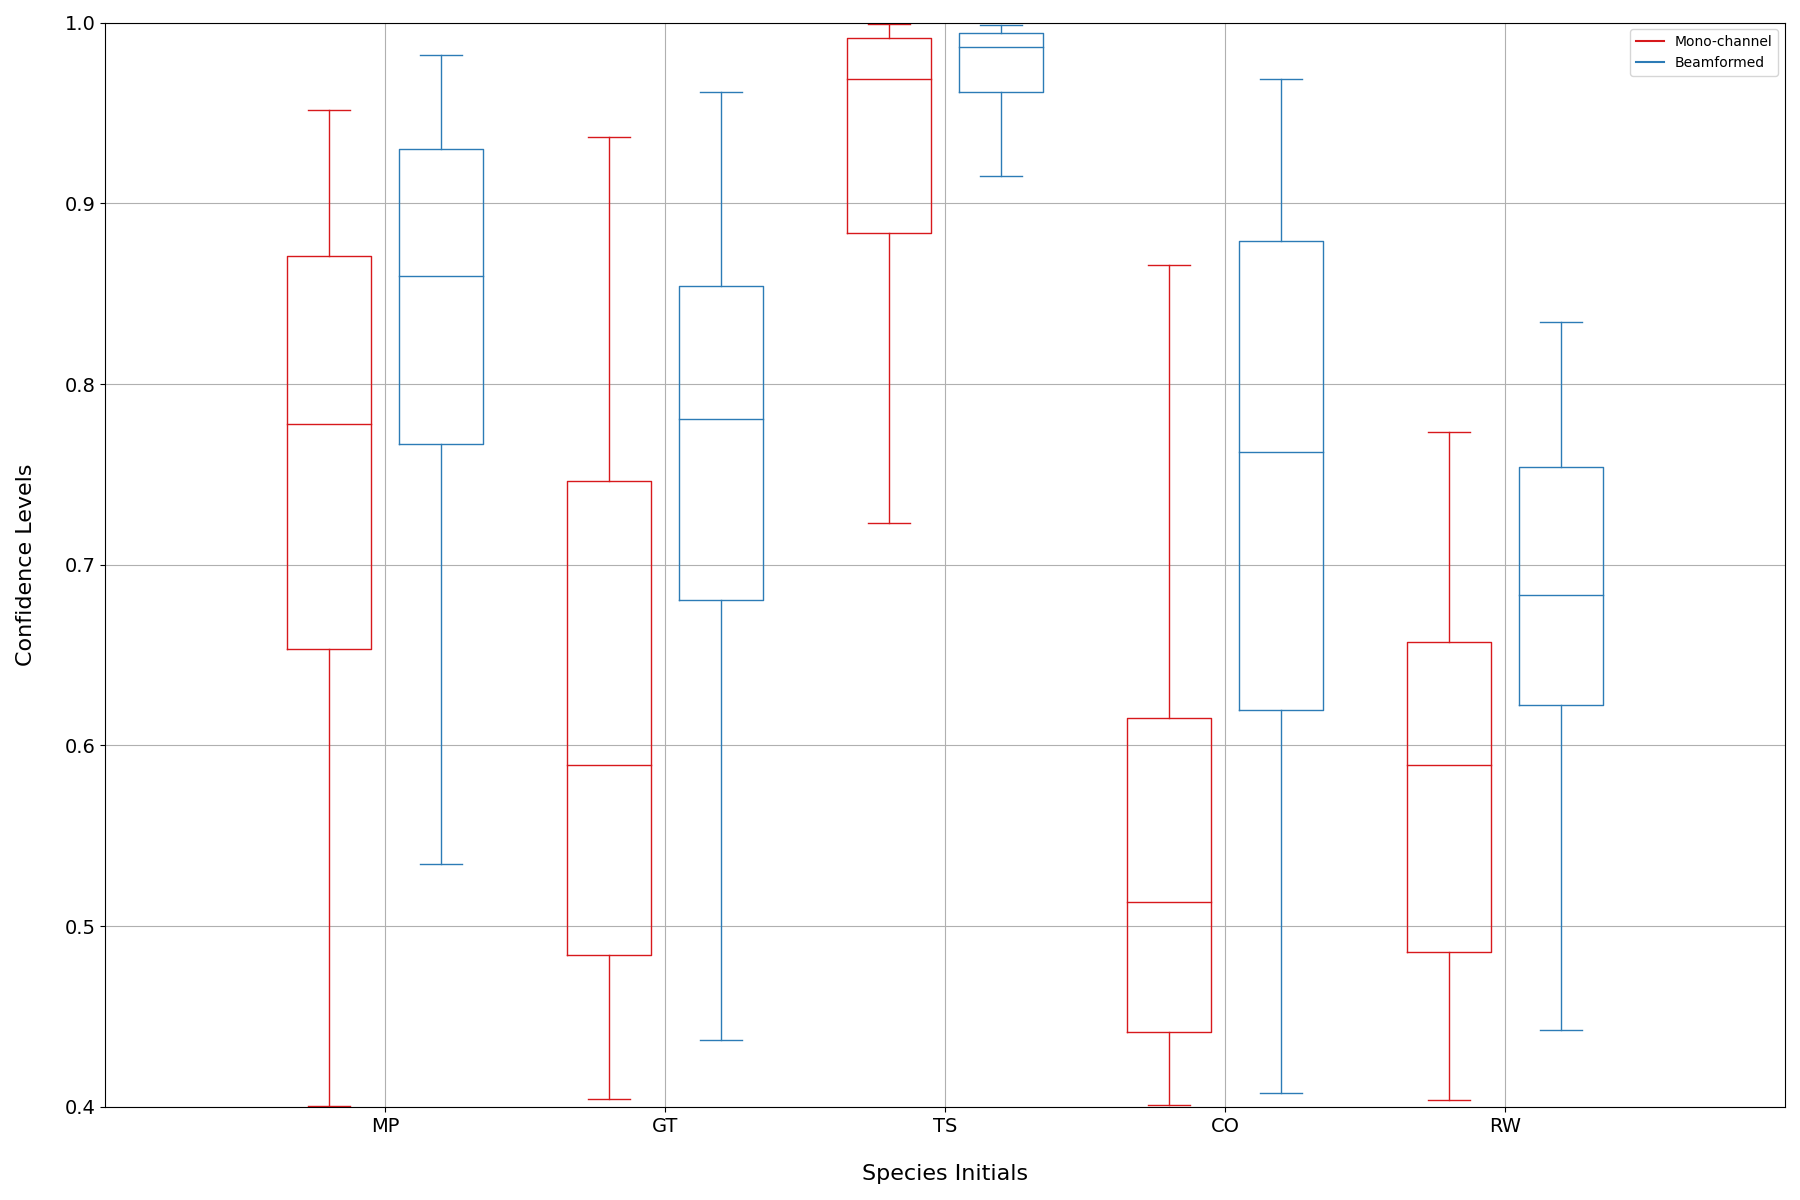 1.0
0.9
0.8
0.7
0.6
0.5
0.4
Confidence Levels
Mono-channel
Beamformed
MP GT TS CO RW
Species Initials